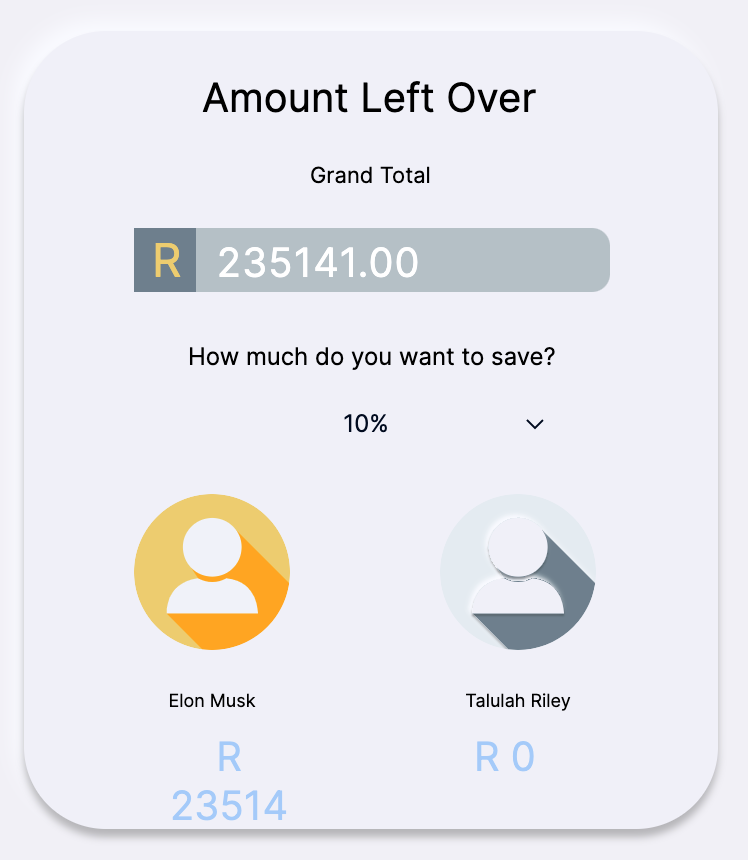 Amount Left Over
Grand Total
R 235141.00
How much do you want to save?
10%
Elon Musk
R
23514
Talulah Riley
R 0